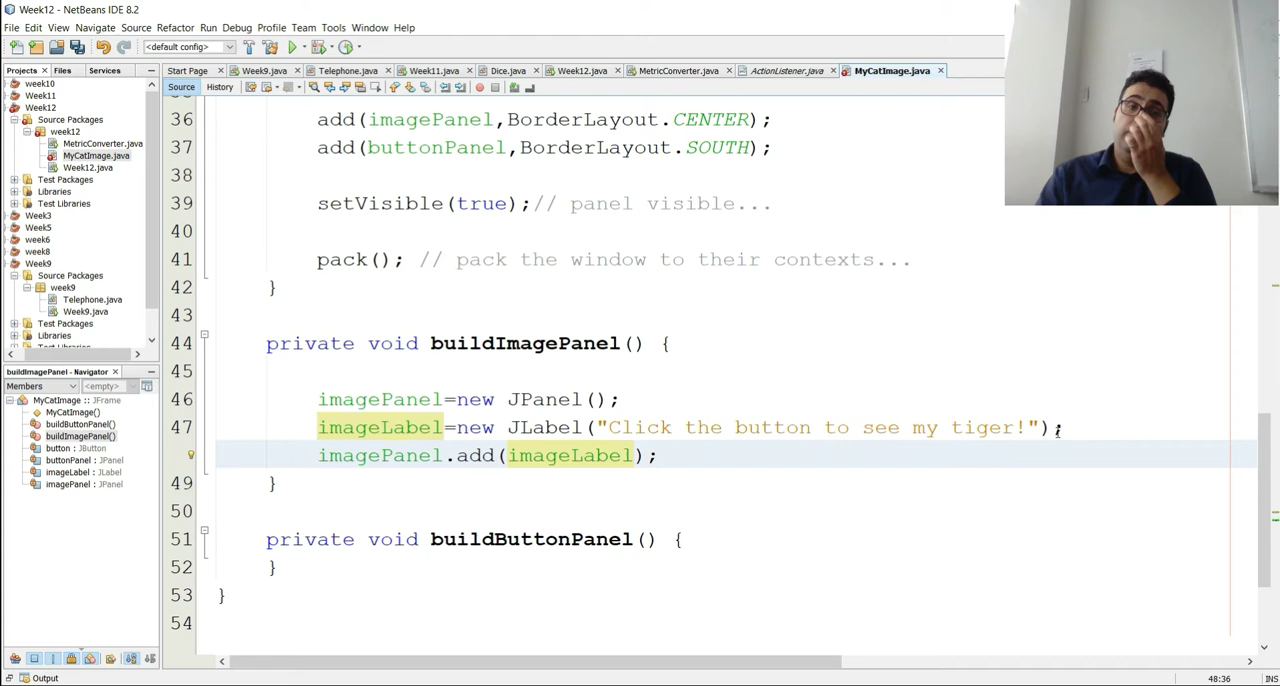 Week12 - NetBeans IDE 8.2
File Edit View Navigate Source Refactor Run Debug Profile Team Tools Window Help
<default config>
Projects Files Services
Start Page Week9.java Telephone.java Week11.java Dice.java Week12.java MetricConverter.java ActionListener.java MyCatImage.java
Source History
week10
Week11
Week12
Source Packages
week12
MetricConverter.java
MyCatImage.java
Week12.java
Test Packages
Libraries
Test Libraries
Week3
Week5
week6
week8
Week9
Source Packages
week9
Telephone.java
Week9.java
Test Packages
Libraries
Test Libraries
buildImagePanel - Navigator
Members <empty>
MyCatImage :: JFrame
MyCatImage()
buildButtonPanel()
buildImagePanel()
button : JButton
buttonPanel : JPanel
imageLabel : JLabel
imagePanel : JPanel
36 add(imagePanel,BorderLayout.CENTER);
37 add(buttonPanel,BorderLayout.SOUTH);
38
39 setVisible(true);// panel visible...
40
41 pack(); // pack the window to their contexts...
42 }
43
44 private void buildImagePanel() {
45
46 imagePanel=new JPanel();
47 imageLabel=new JLabel("Click the button to see my tiger!");
imagePanel.add(imageLabel);
49 }
50
51 private void buildButtonPanel() {
52 }
53 }
54
Output
48:36 INS